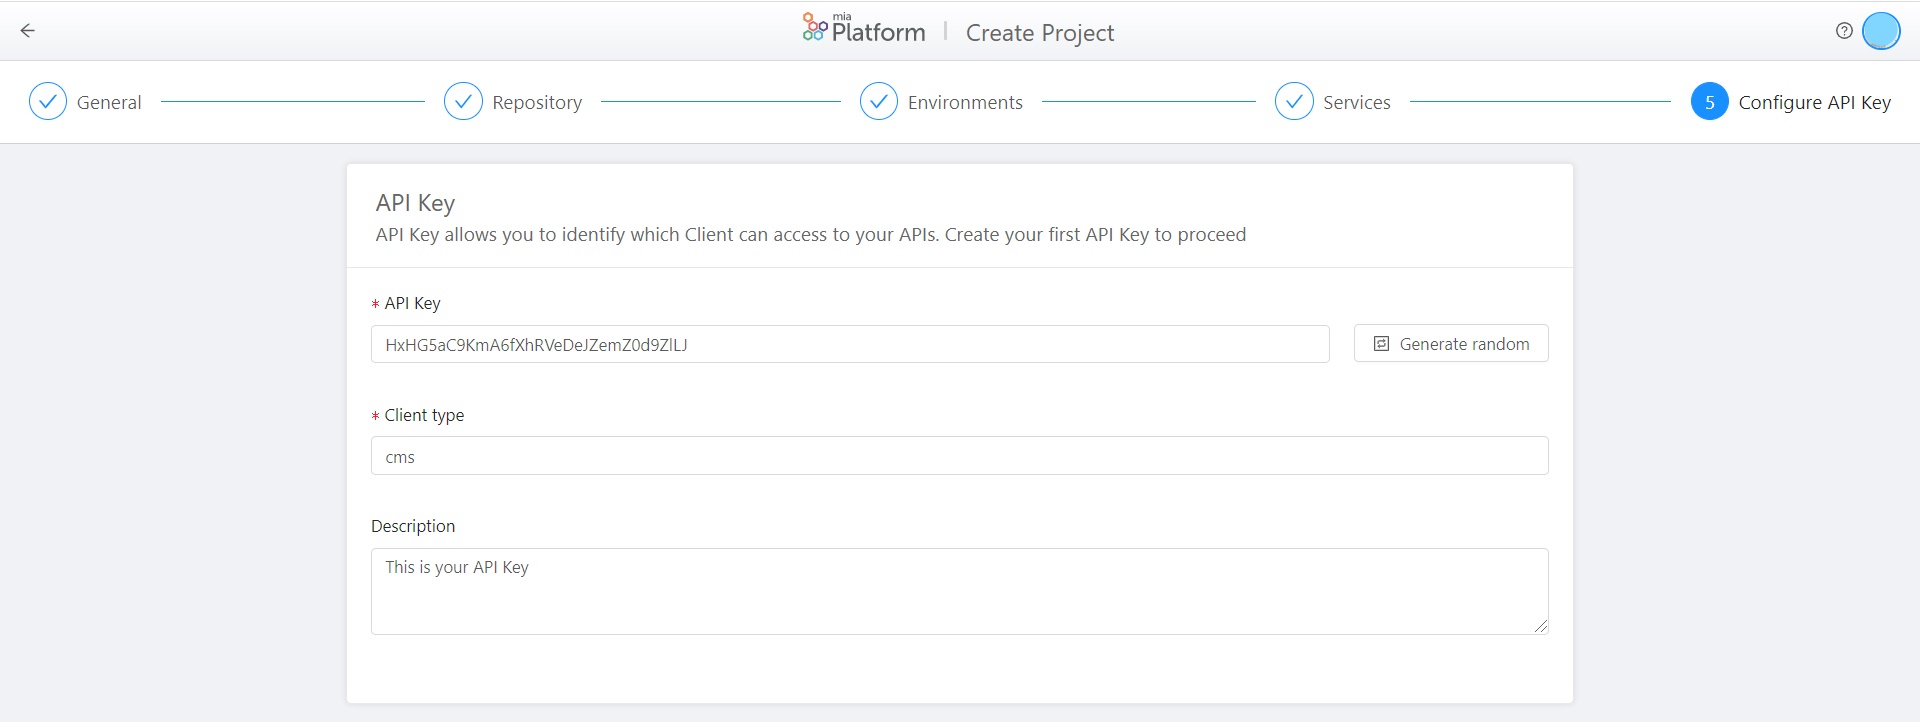 mia
Platform | Create Project
General
Repository
Environments
Services
5 Configure API Key
API Key
API Key allows you to identify which Client can access to your APIs. Create your first API Key to proceed
* API Key
HxHG5aC9KmA6fXhRVeDeJZemZ0d9ZlLJ
Generate random
* Client type
cms
Description
This is your API Key